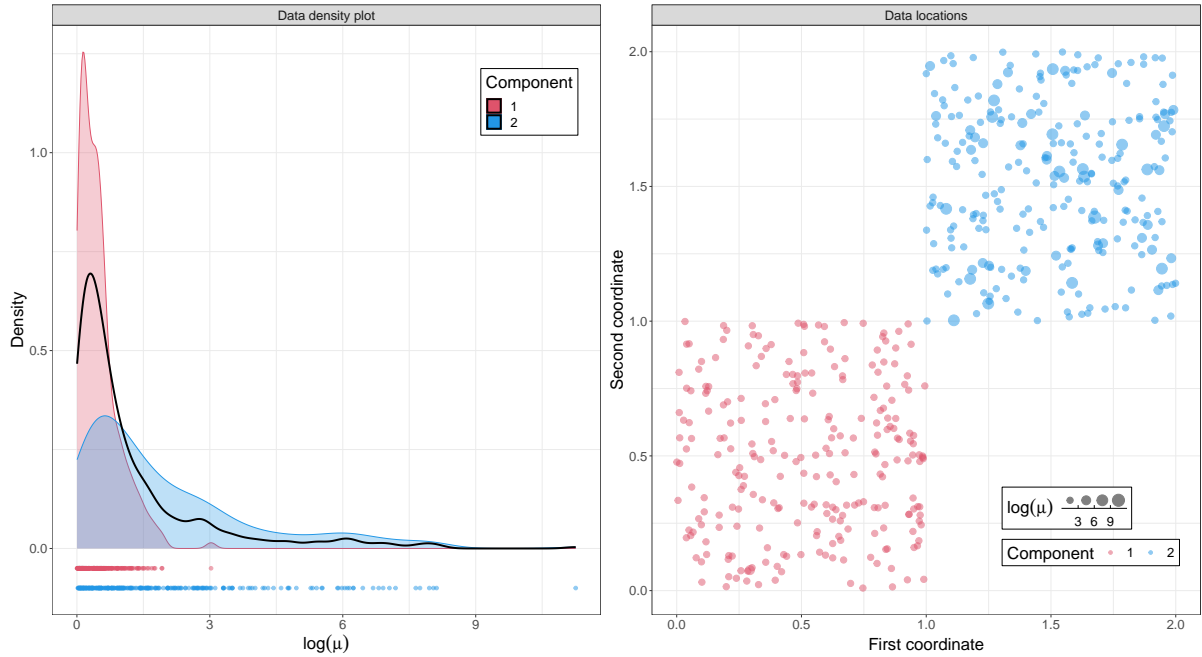 Data density plot
Density
0.0
0.5
1.0
0
3
6
9
log(μ)
Component
1
2
Data locations
Second coordinate
0.0
0.5
1.0
1.5
2.0
0.0
0.5
1.0
1.5
2.0
First coordinate
log(μ)
3 6 9
Component 1 2